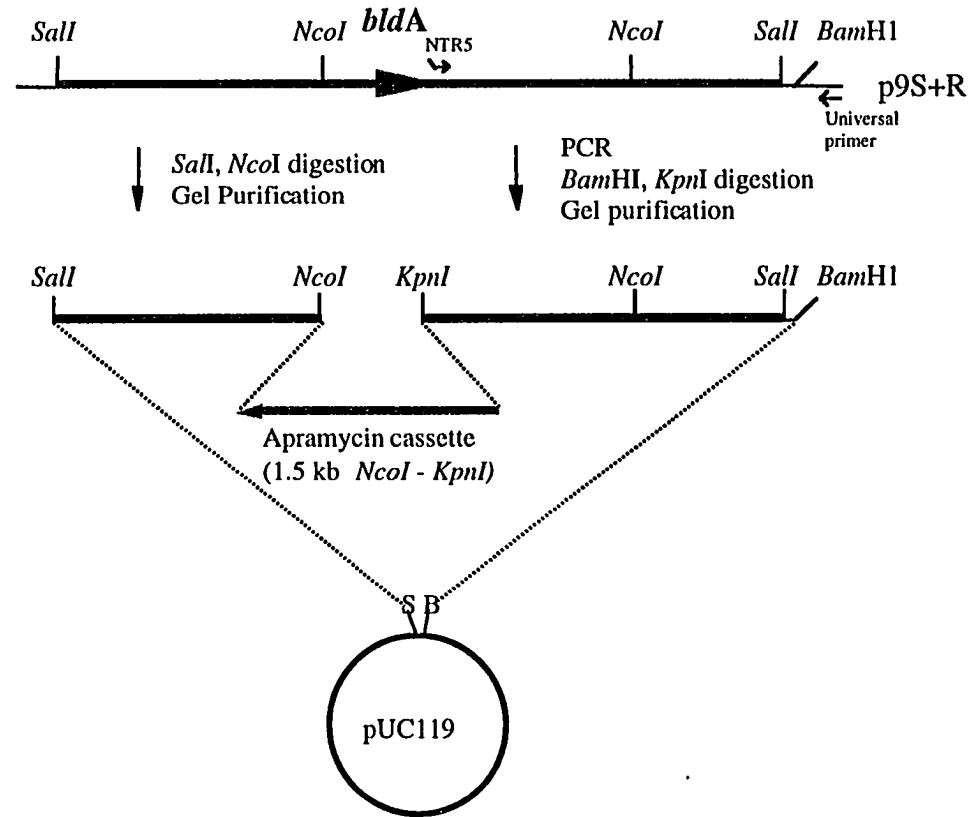 SalI NcoI bldA NcoI SalI BamH1
NTR5
p9S+R
Universal
primer
SalI, NcoI digestion
Gel Purification
PCR
BamHI, KpnI digestion
Gel purification
SalI NcoI KpnI NcoI SalI BamH1
Apramycin cassette
(1.5 kb NcoI - KpnI)
S B
pUC119